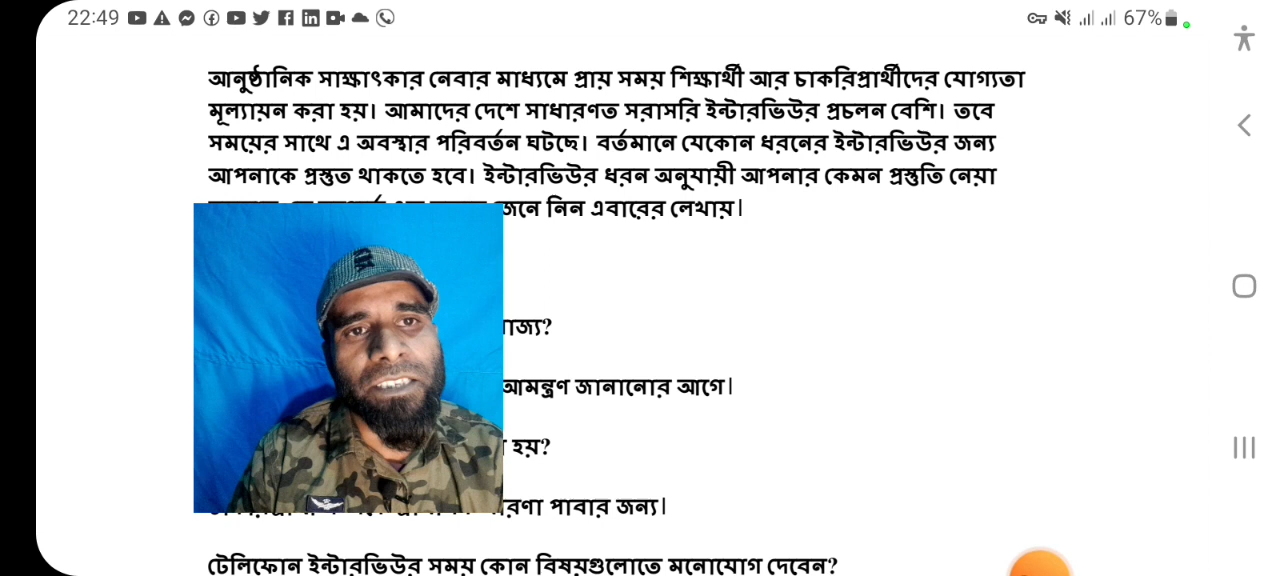 22:49
67%
আনুষ্ঠানিক সাক্ষাৎকার নেবার মাধ্যমে প্রায় সময় শিক্ষার্থী আর চাকরিপ্রার্থীদের যোগ্যতা
মূল্যায়ন করা হয়। আমাদের দেশে সাধারণত সরাসরি ইন্টারভিউর প্রচলন বেশি। তবে
সময়ের সাথে এ অবস্থার পরিবর্তন ঘটছে। বর্তমানে যেকোন ধরনের ইন্টারভিউর জন্য
আপনাকে প্রস্তুত থাকতে হবে। ইন্টারভিউর ধরন অনুযায়ী আপনার কেমন প্রস্তুতি নেয়া
জেনে নিন এবারের লেখায়।
আমন্ত্রণ জানানোর আগে।
হয়?
পাবার জন্য।
টেলিফোন ইন্টারভিউর সময় কোন বিষয়গুলোতে মনোযোগ দেবেন?